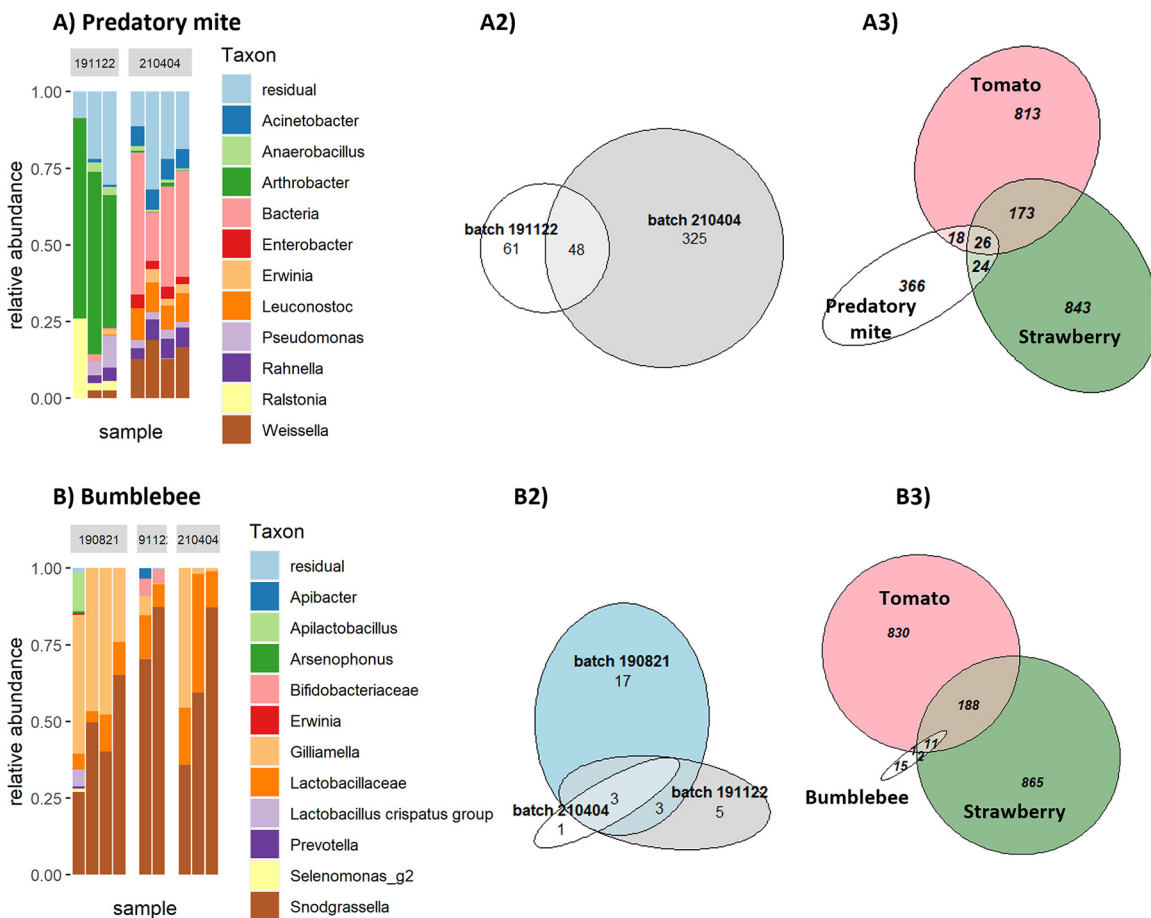 A) Predatory mite
A2)
A3)
191122
210404
Taxon
residual
Acinetobacter
Anaerobacillus
Arthrobacter
Bacteria
Enterobacter
Erwinia
Leuconostoc
Pseudomonas
Rahnella
Ralstonia
Weissella
1.00
0.75
0.50
0.25
0.00
relative abundance
sample
batch 191122
61
48
batch 210404
325
Tomato
813
173
18
26
24
366
Predatory
mite
843
Strawberry
B) Bumblebee
B2)
B3)
190821
91122
210404
Taxon
residual
Apibacter
Apilactobacillus
Arsenophonus
Bifidobacteriaceae
Erwinia
Gilliamella
Lactobacillaceae
Lactobacillus crispatus group
Prevotella
Selenomonas_g2
Snodgrassella
1.00
0.75
0.50
0.25
0.00
relative abundance
sample
batch 190821
17
batch 191122
3
3
5
batch 210404
1
Tomato
830
188
11
2
15
Bumblebee
865
Strawberry